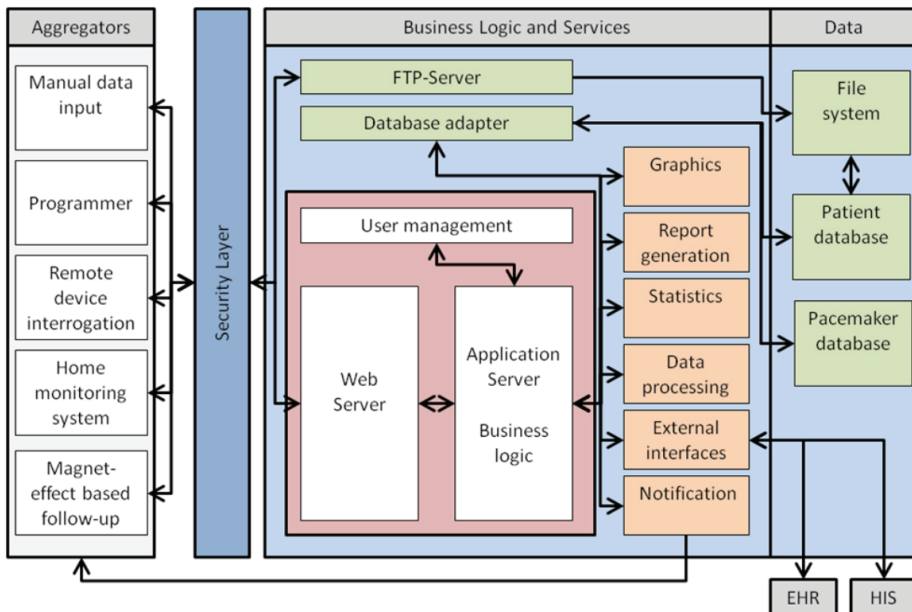 Aggregators
Business Logic and Services
Data
Manual data
input
Programmer
Remote
device
interrogation
Home
monitoring
system
Magnet-
effect based
follow-up
Security Layer
FTP-Server
Database adapter
User management
Web
Server
Application
Server
Business
logic
Graphics
Report
generation
Statistics
Data
processing
External
interfaces
Notification
File
system
Patient
database
Pacemaker
database
EHR
HIS